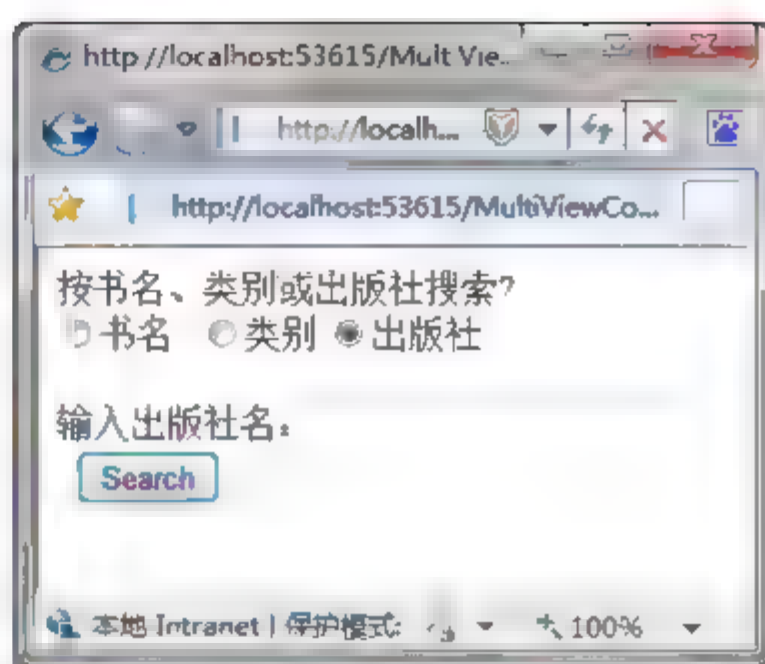 http://localhost:53615/Mult Vie..
http://localh...
http://localhost:53615/MultiViewCo...
按书名、类别或出版社搜索?
书名 类别 出版社
输入出版社名:
Search
本地 Intranet | 保护模式: 100%